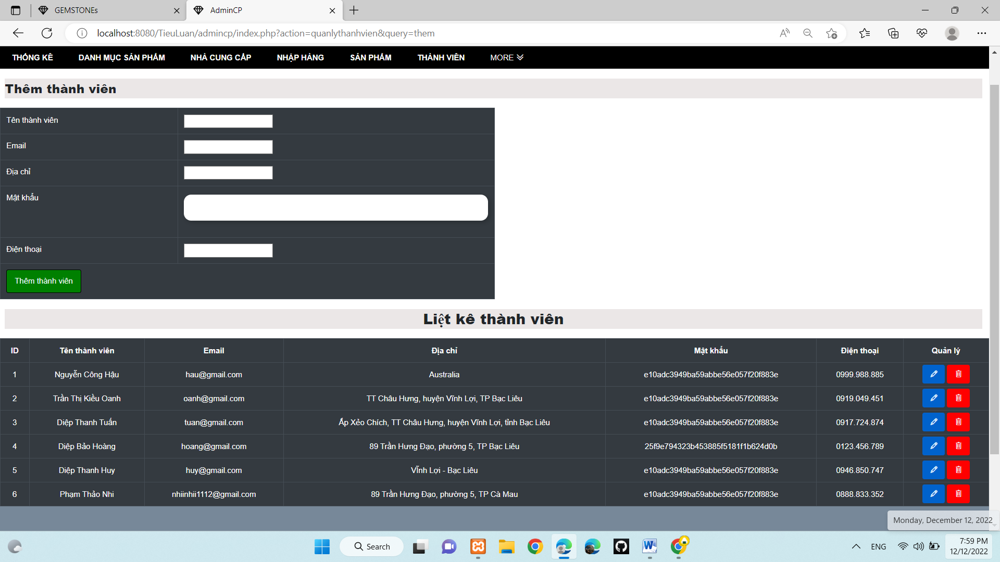 GEMSTONEs
AdminCP
localhost:8080/TieuLuan/admincp/index.php?action=quanlythanhvien&query=them
THỐNG KÊ DANH MỤC SẢN PHẨM NHÀ CUNG CẤP NHẬP HÀNG SẢN PHẨM THÀNH VIÊN MORE
Thêm thành viên
Tên thành viên
Email
Địa chỉ
Mật khẩu
Điện thoại
Thêm thành viên
Liệt kê thành viên
ID Tên thành viên Email Địa chỉ Mật khẩu Điện thoại Quản lý
1 Nguyễn Công Hậu hau@gmail.com Australia e10adc3949ba59abbe56e057f20f883e 0999.988.885
2 Trần Thị Kiều Oanh oanh@gmail.com TT Châu Hưng, huyện Vĩnh Lợi, TP Bạc Liêu e10adc3949ba59abbe56e057f20f883e 0919.049.451
3 Diệp Thanh Tuấn tuan@gmail.com Ấp Xẻo Chích, TT Châu Hưng, huyện Vĩnh Lợi, tỉnh Bạc Liêu e10adc3949ba59abbe56e057f20f883e 0917.724.874
4 Diệp Bảo Hoàng hoang@gmail.com 89 Trần Hưng Đạo, phường 5, TP Bạc Liêu 25f9e794323b453885f5181f1b624d0b 0123.456.789
5 Diệp Thanh Huy huy@gmail.com VĨnh Lợi - Bạc Liêu e10adc3949ba59abbe56e057f20f883e 0946.850.747
6 Phạm Thảo Nhi nhiinhii1112@gmail.com 89 Trần Hưng Đạo, phường 5, TP Cà Mau e10adc3949ba59abbe56e057f20f883e 0888.833.352
Monday, December 12, 2022
Search
ENG
7:59 PM
12/12/2022